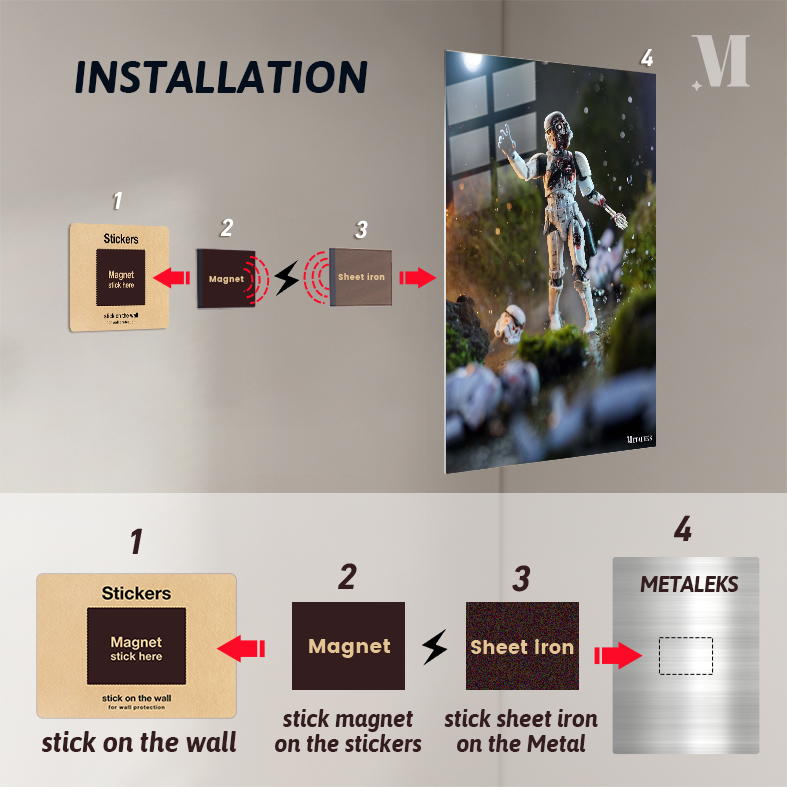 INSTALLATION
M
4
1
2
3
Stickers
Magnet
stick here
stick on the wall
for wall protection
Magnet
Sheet iron
METALEKS
1
2
3
4
Stickers
Magnet
stick here
stick on the wall
for wall protection
Magnet
Sheet iron
METALEKS
stick on the wall
stick magnet
on the stickers
stick sheet iron
on the Metal